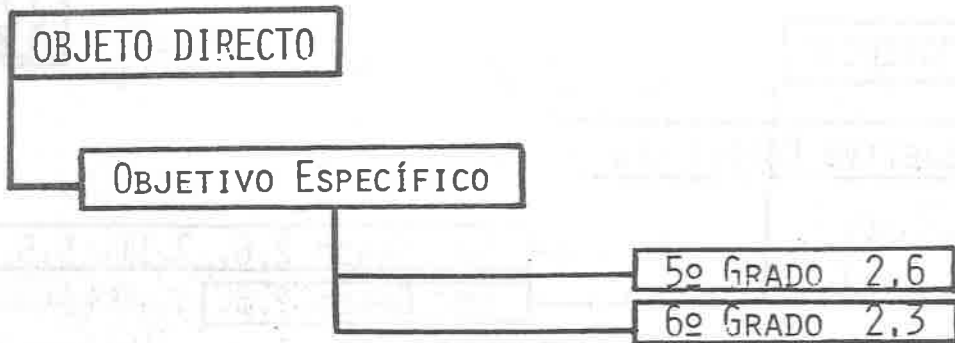 OBJETO DIRECTO
OBJETIVO ESPECÍFICO
5º GRADO 2,6
6º GRADO 2,3